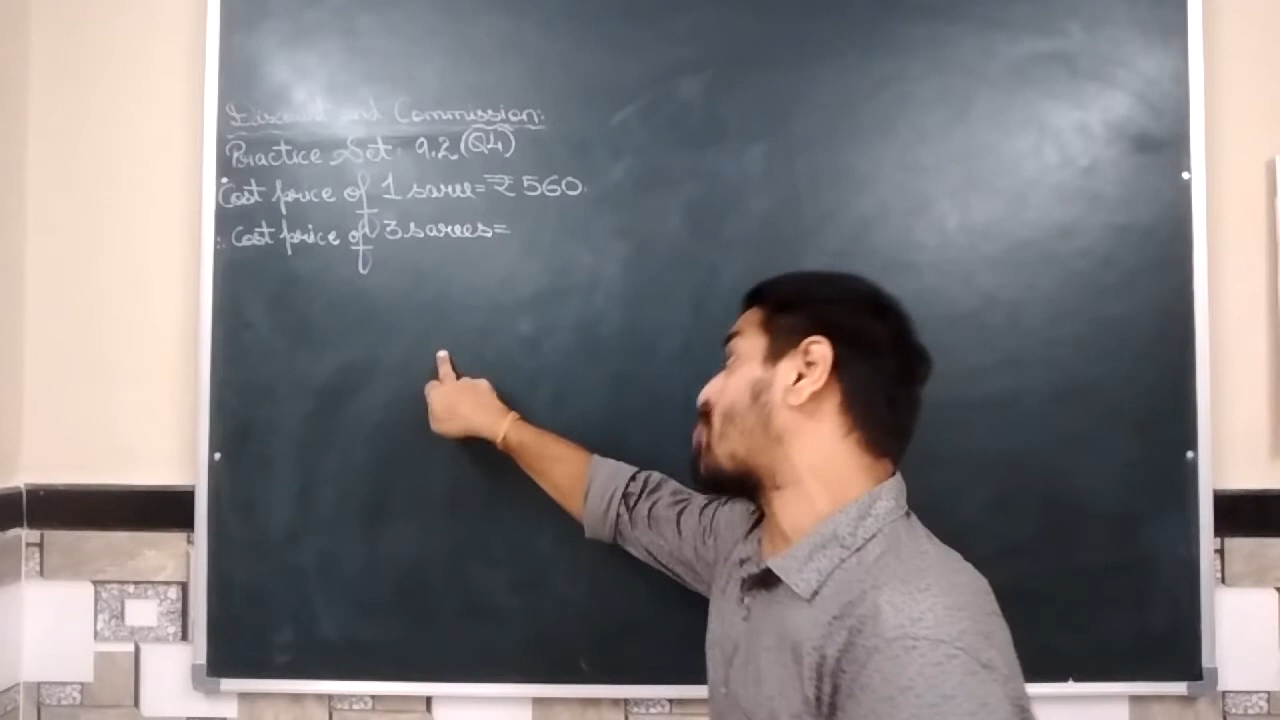 Discount and Commission:
Practice Set 9.2 (Q4)
Cost price of 1 saree=₹560.
∴ Cost price of 3 sarees=